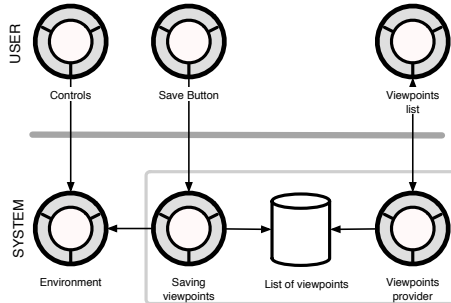 USER
Controls
Save Button
Viewpoints
list
SYSTEM
Environment
Saving
viewpoints
List of viewpoints
Viewpoints
provider